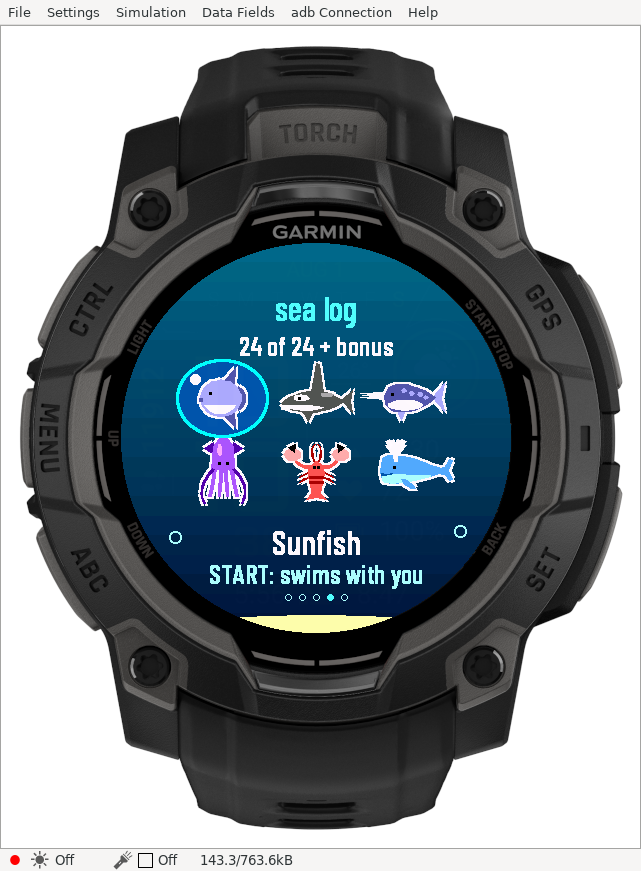 File Settings Simulation Data Fields adb Connection Help
TORCH
GARMIN
CTRL
LIGHT
GPS
START/STOP
MENU
UP
ABC
DOWN
SET
BACK
sea log
24 of 24 + bonus
Sunfish
START: swims with you
Off Off 143.3/763.6kB